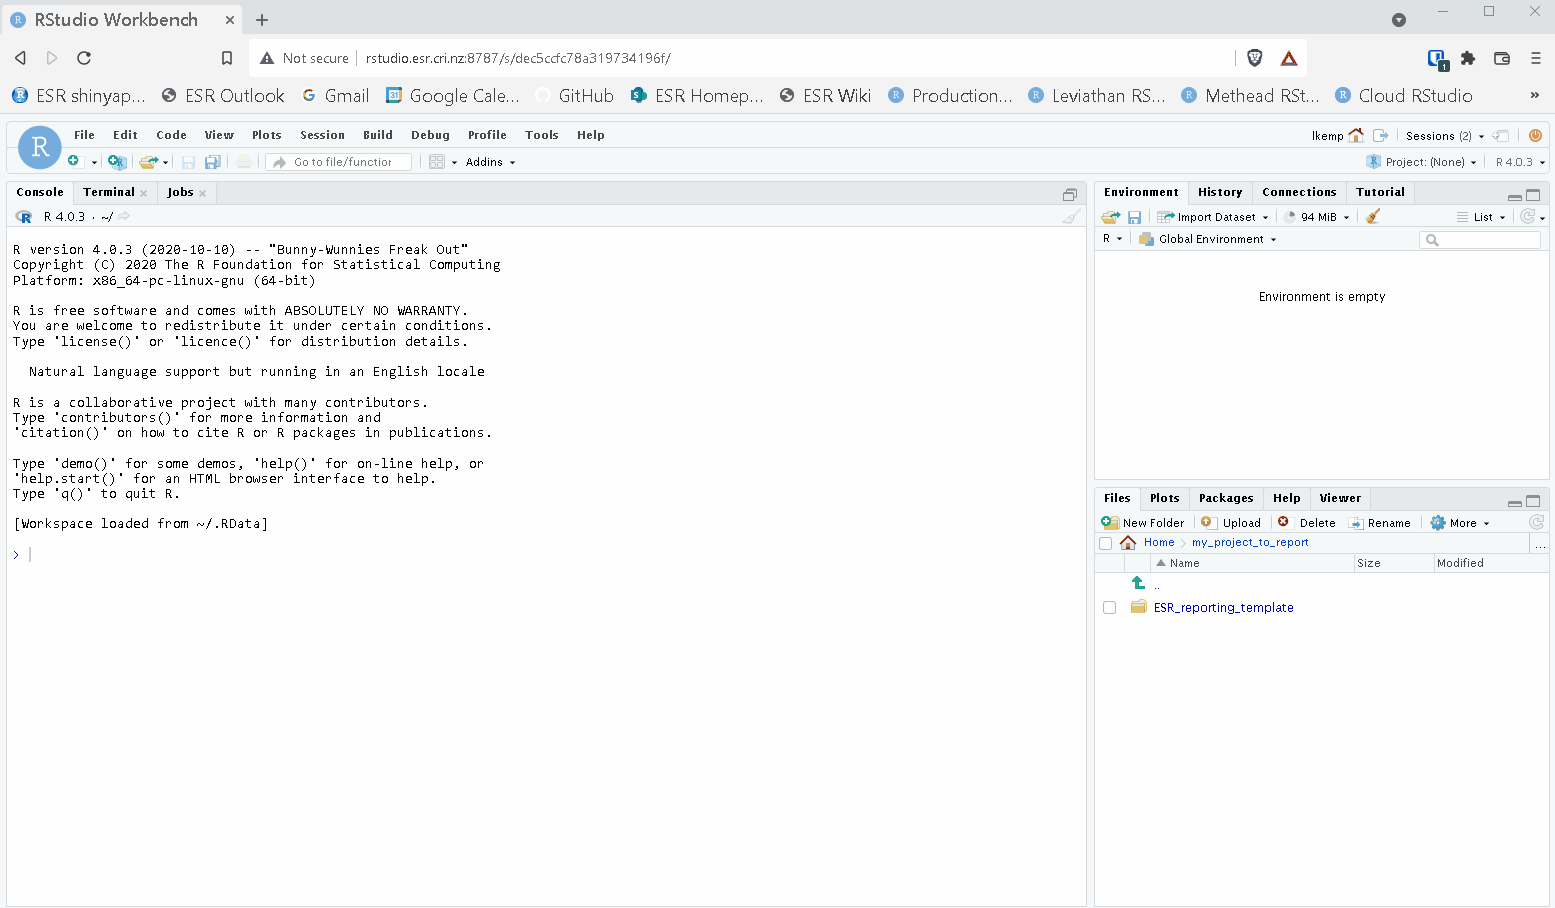 RStudio Workbench
Not secure rstudio.esr.cri.nz:8787/s/dec5ccfc78a319734196f/
ESR shinyap... ESR Outlook Gmail 31 Google Cale... GitHub ESR Homep... ESR Wiki Production... Leviathan RS... Methead RSt... Cloud RStudio »
R File Edit Code View Plots Session Build Debug Profile Tools Help lkemp Sessions (2)
Go to file/function Addins Project: (None) R 4.0.3
Console Terminal Jobs
R 4.0.3 · ~/
R version 4.0.3 (2020-10-10) -- "Bunny-Wunnies Freak Out"
Copyright (C) 2020 The R Foundation for Statistical Computing
Platform: x86_64-pc-linux-gnu (64-bit)
R is free software and comes with ABSOLUTELY NO WARRANTY.
You are welcome to redistribute it under certain conditions.
Type 'license()' or 'licence()' for distribution details.
Natural language support but running in an English locale
R is a collaborative project with many contributors.
Type 'contributors()' for more information and
'citation()' on how to cite R or R packages in publications.
Type 'demo()' for some demos, 'help()' for on-line help, or
'help.start()' for an HTML browser interface to help.
Type 'q()' to quit R.
[Workspace loaded from ~/.RData]
>
Environment History Connections Tutorial
Import Dataset 94 MiB List
R Global Environment
Environment is empty
Files Plots Packages Help Viewer
New Folder Upload Delete Rename More
Home my_project_to_report ...
Name Size Modified
..
ESR_reporting_template